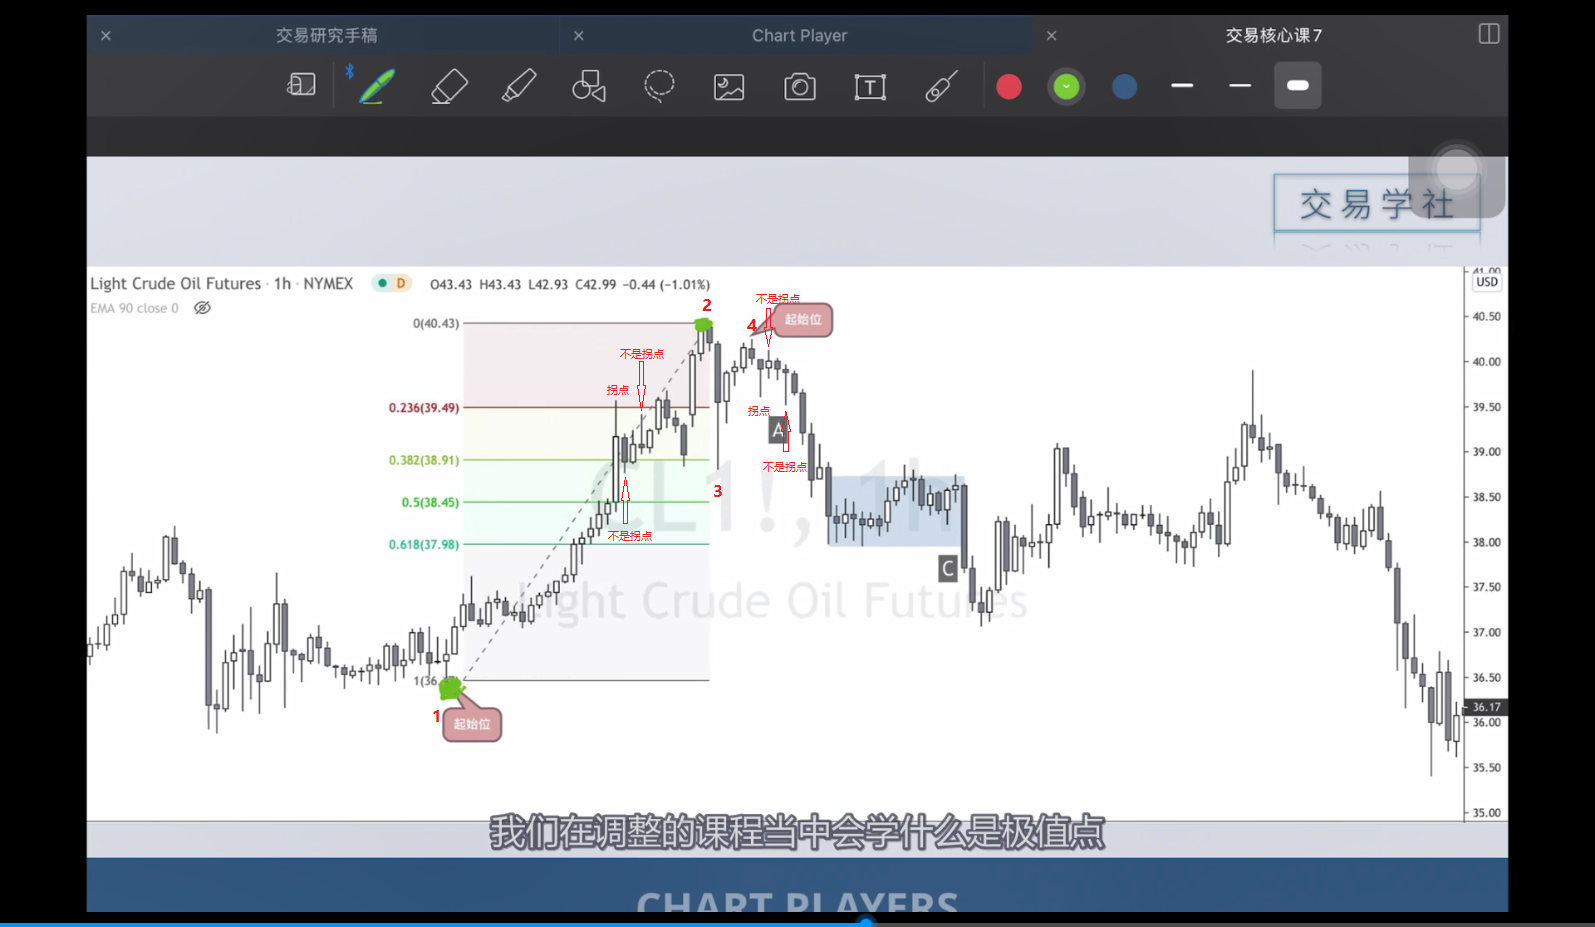 交易研究手稿
Chart Player
交易核心课7
T
交易学社
Light Crude Oil Futures · 1h · NYMEX
D
O43.43 H43.43 L42.93 C42.99 −0.44 (−1.01%)
EMA 90 close 0
41.00
USD
40.50
40.00
39.50
39.00
38.50
38.00
37.50
37.00
36.50
36.17
36.00
35.50
35.00
0(40.43)
0.236(39.49)
0.382(38.91)
0.5(38.45)
0.618(37.98)
1(36.
2
不是拐点
4
起始位
不是拐点
拐点
拐点
A
不是拐点
3
不是拐点
C
1
起始位
CL1!, 1h
Light Crude Oil Futures
我们在调整的课程当中会学什么是极值点
CHART PLAYERS